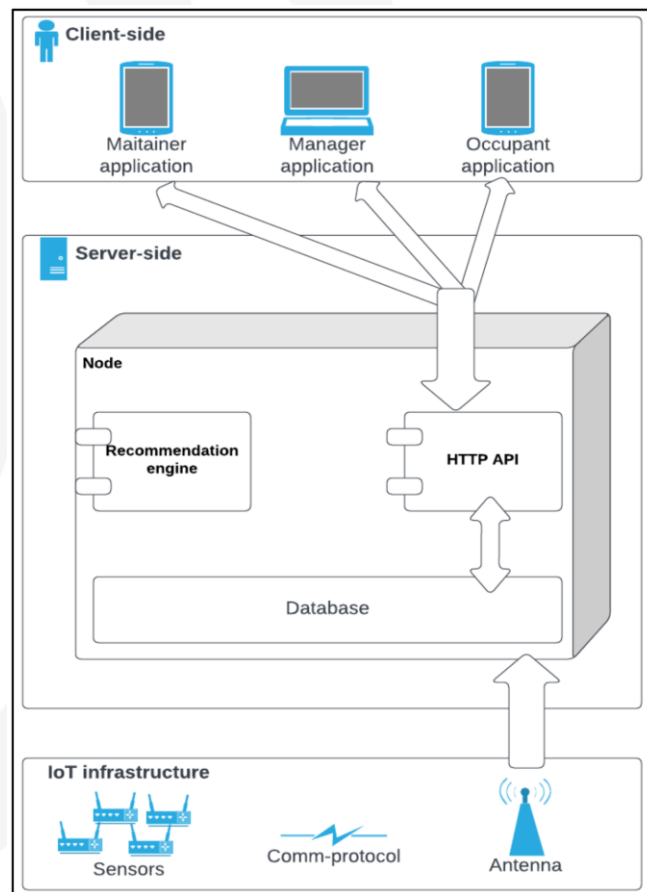 Client-side
Maitainer
application
Manager
application
Occupant
application
Server-side
Node
Recommendation
engine
HTTP API
Database
IoT infrastructure
Sensors
Comm-protocol
Antenna